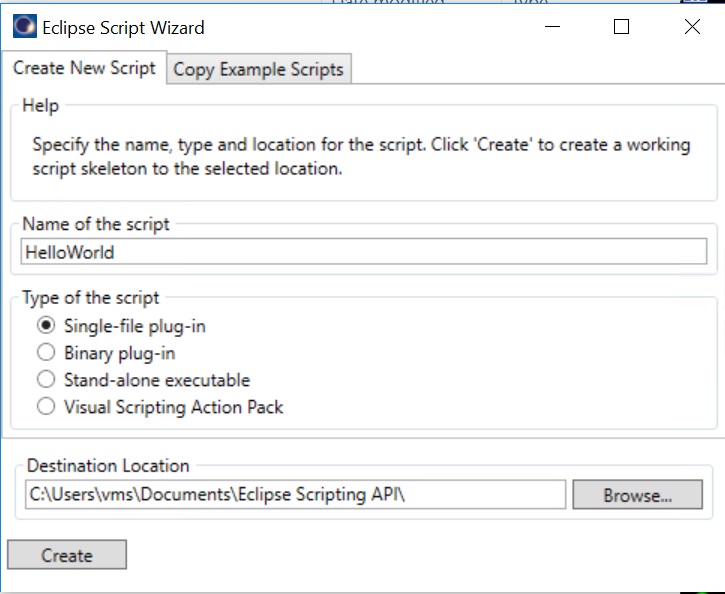 Eclipse Script Wizard
Create New Script
Copy Example Scripts
Help
Specify the name, type and location for the script. Click 'Create' to create a working
script skeleton to the selected location.
Name of the script
HelloWorld
Type of the script
Single-file plug-in
Binary plug-in
Stand-alone executable
Visual Scripting Action Pack
Destination Location
C:\Users\vms\Documents\Eclipse Scripting API\
Browse...
Create